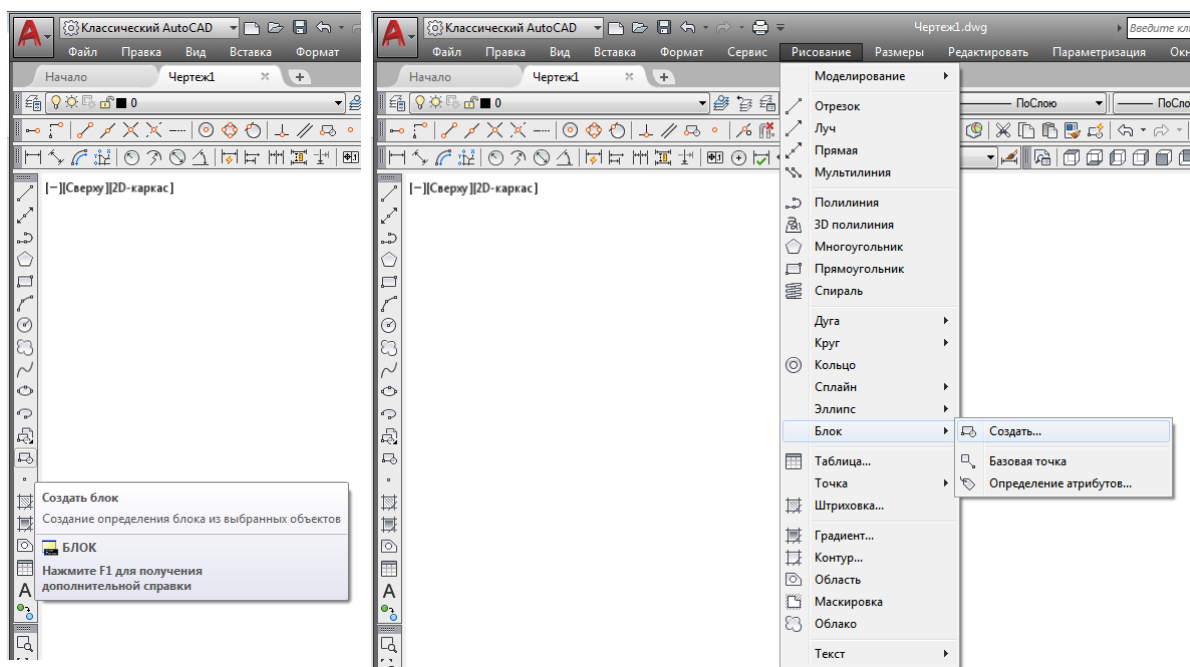 Классический AutoCAD
Файл Правка Вид Вставка Формат
Начало Чертеж1
0
[−][Сверху][2D-каркас]
Создать блок
Создание определения блока из выбранных объектов
БЛОК
Нажмите F1 для получения
дополнительной справки
A
Классический AutoCAD Чертеж1.dwg Введите кл
Файл Правка Вид Вставка Формат Сервис Рисование Размеры Редактировать Параметризация Окн
Начало Чертеж1
0 ПоСлою ПоСло
[−][Сверху][2D-каркас]
A
Моделирование
Отрезок
Луч
Прямая
Мультилиния
Полилиния
3D полилиния
Многоугольник
Прямоугольник
Спираль
Дуга
Круг
Кольцо
Сплайн
Эллипс
Блок
Создать...
Базовая точка
Определение атрибутов...
Таблица...
Точка
Штриховка...
Градиент...
Контур...
Область
Маскировка
Облако
Текст